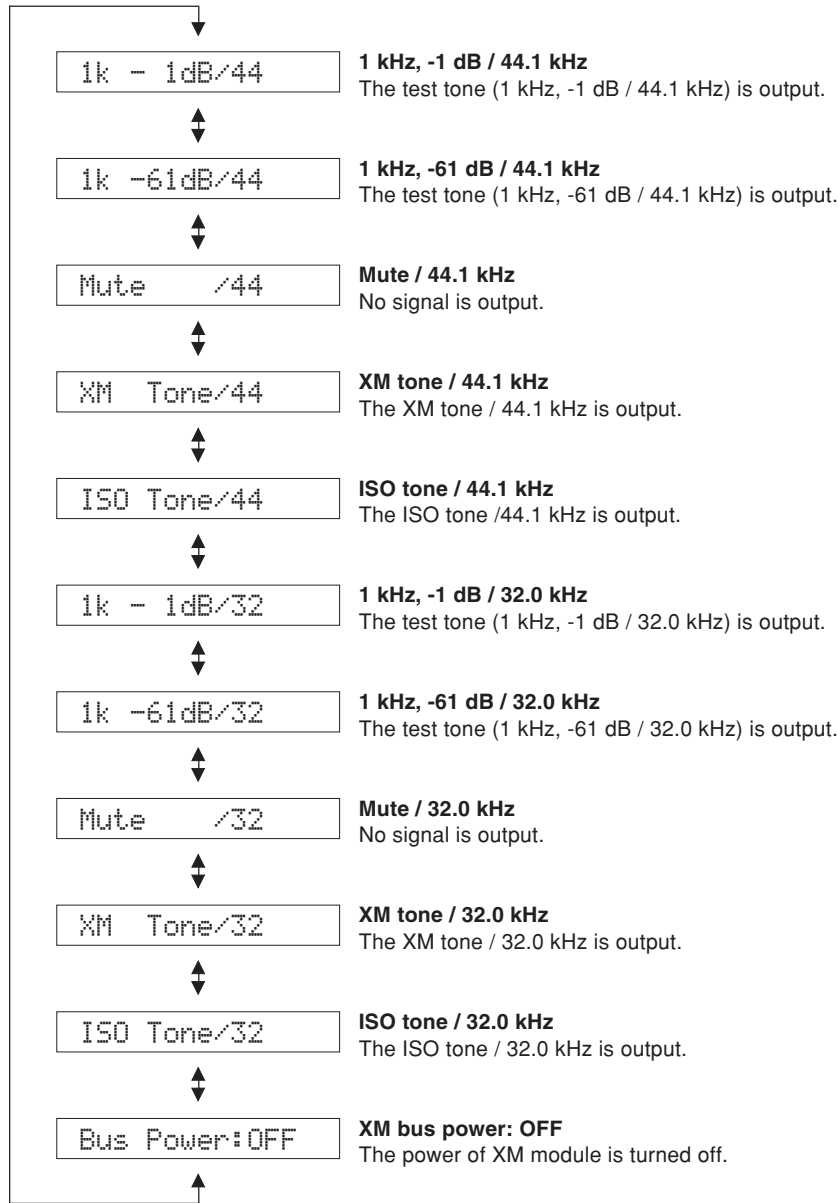 1k - 1dB/44
1 kHz, -1 dB / 44.1 kHz
The test tone (1 kHz, -1 dB / 44.1 kHz) is output.
1k -61dB/44
1 kHz, -61 dB / 44.1 kHz
The test tone (1 kHz, -61 dB / 44.1 kHz) is output.
Mute /44
Mute / 44.1 kHz
No signal is output.
XM Tone/44
XM tone / 44.1 kHz
The XM tone / 44.1 kHz is output.
ISO Tone/44
ISO tone / 44.1 kHz
The ISO tone /44.1 kHz is output.
1k - 1dB/32
1 kHz, -1 dB / 32.0 kHz
The test tone (1 kHz, -1 dB / 32.0 kHz) is output.
1k -61dB/32
1 kHz, -61 dB / 32.0 kHz
The test tone (1 kHz, -61 dB / 32.0 kHz) is output.
Mute /32
Mute / 32.0 kHz
No signal is output.
XM Tone/32
XM tone / 32.0 kHz
The XM tone / 32.0 kHz is output.
ISO Tone/32
ISO tone / 32.0 kHz
The ISO tone / 32.0 kHz is output.
Bus Power:OFF
XM bus power: OFF
The power of XM module is turned off.